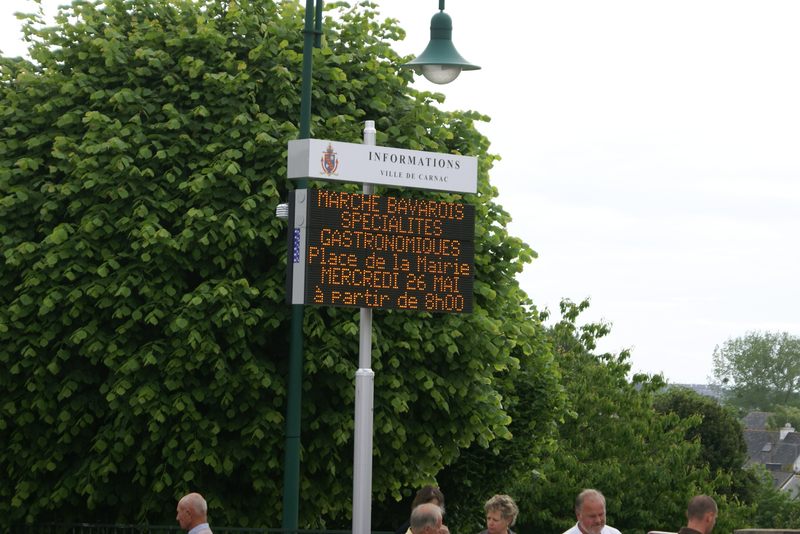 INFORMATIONS
VILLE DE CARNAC
MARCHE BAVAROIS
SPECIALITES
GASTRONOMIQUES
Place de la Mairie
MERCREDI 26 MAI
à partir de 8h00